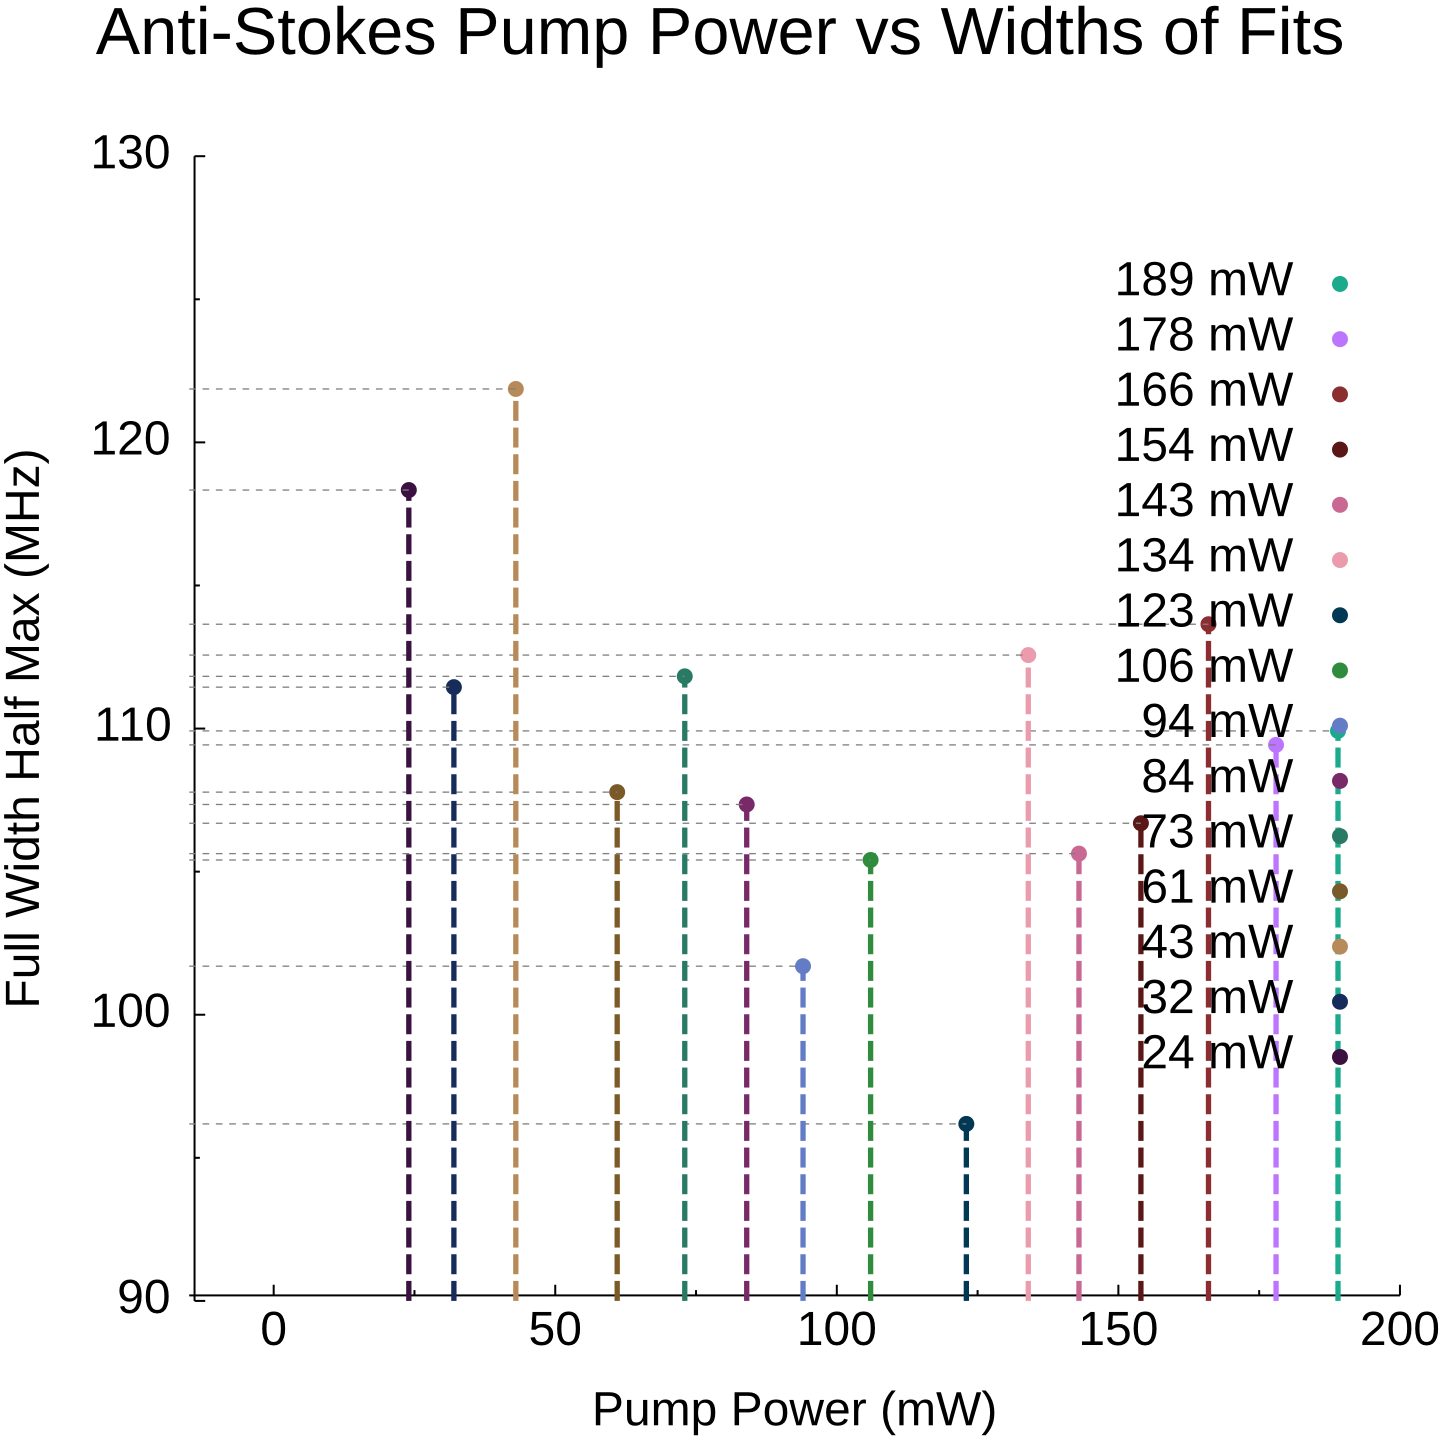 Anti-Stokes Pump Power vs Widths of Fits
130
120
110
100
90
Full Width Half Max (MHz)
189 mW
178 mW
166 mW
154 mW
143 mW
134 mW
123 mW
106 mW
94 mW
84 mW
73 mW
61 mW
43 mW
32 mW
24 mW
0 50 100 150 200
Pump Power (mW)